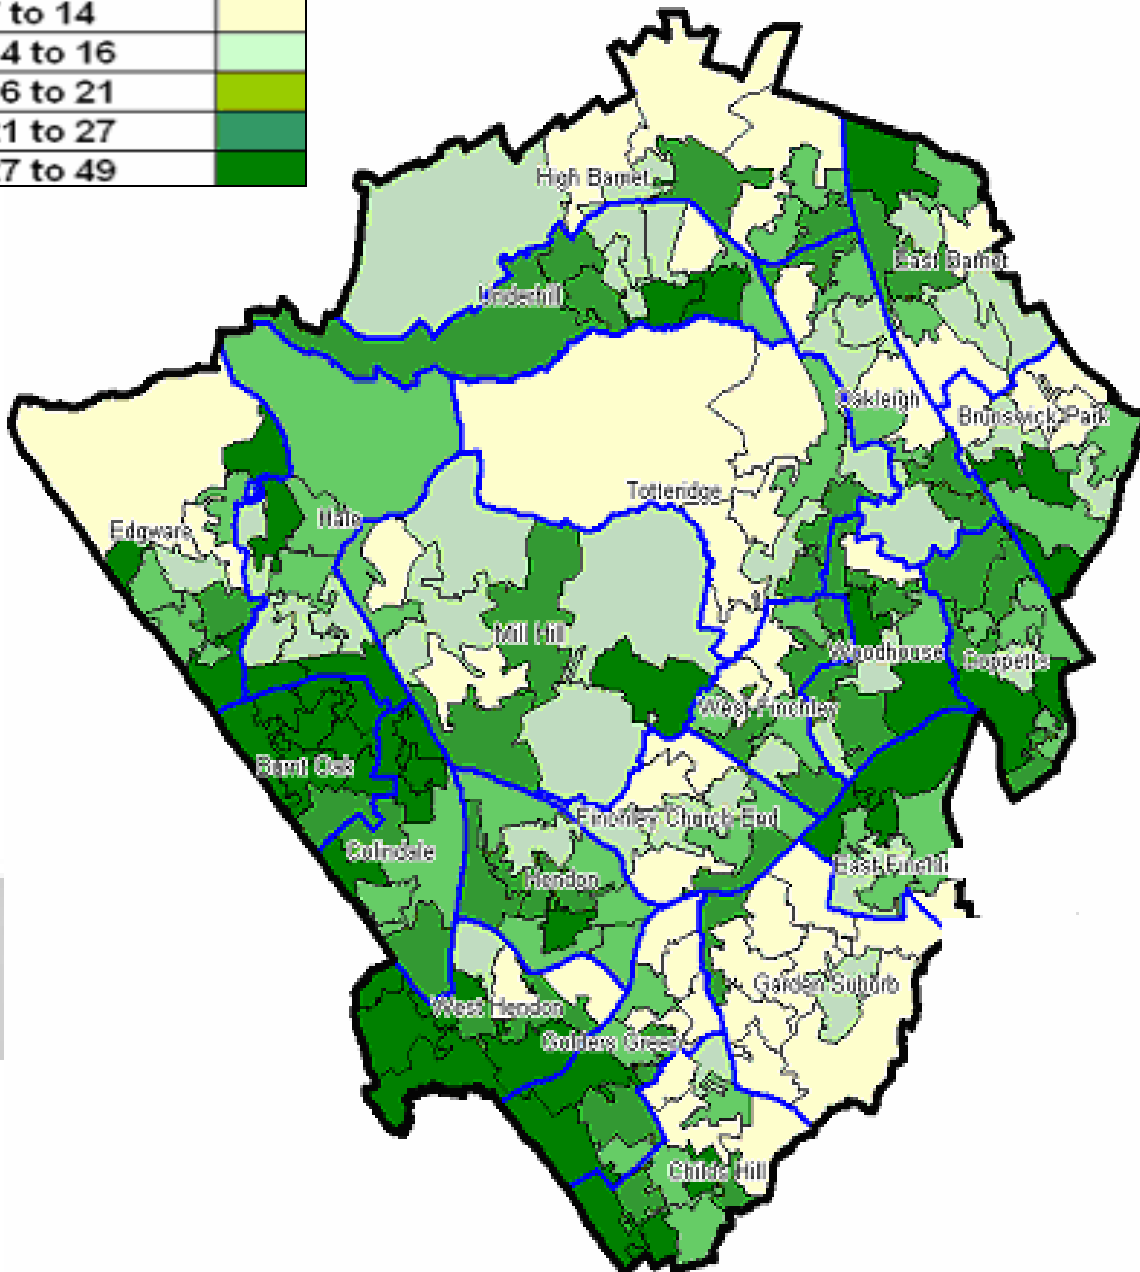 to 14
4 to 16
6 to 21
1 to 27
7 to 49
High Barnet
East Barnet
Underhill
Oakleigh
Brunswick Park
Totteridge
Hale
Edgware
Mill Hill
Woodhouse
Coppetts
West Finchley
Burnt Oak
Finchley Church End
Colindale
East Finchl
Hendon
Garden Suburb
West Hendon
Golders Green
Childs Hill